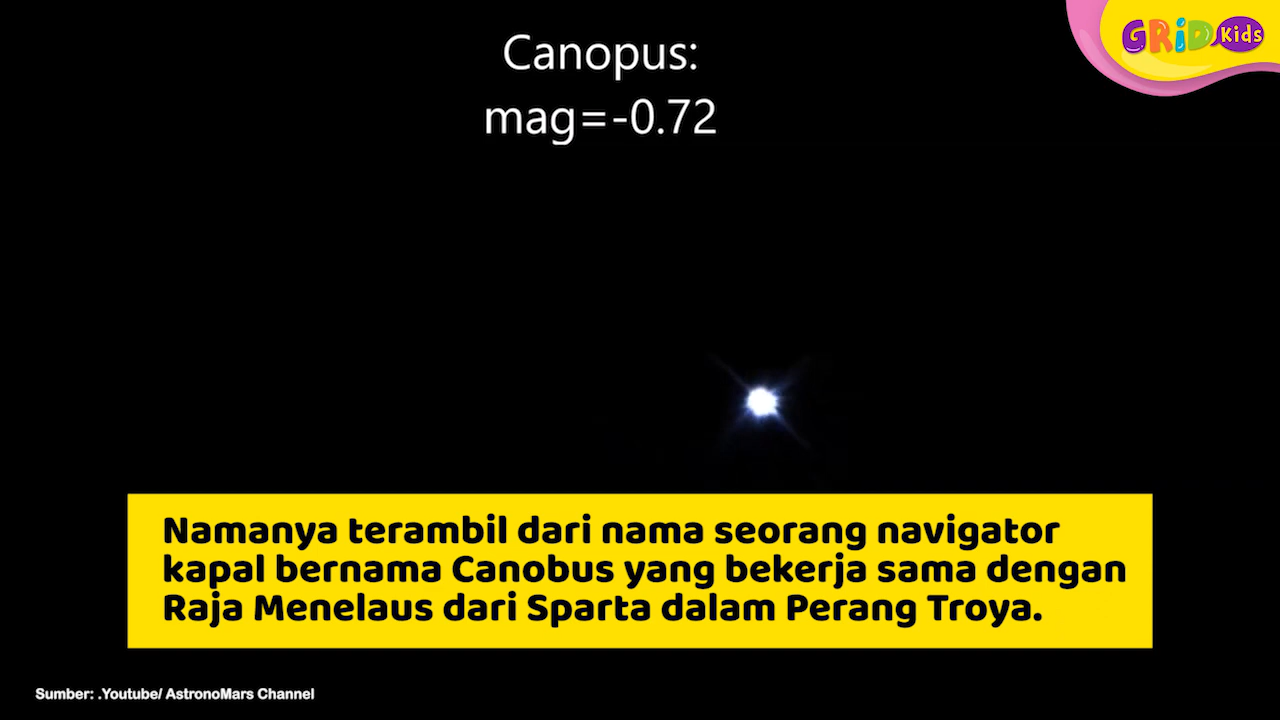 Canopus:
mag=-0.72
GRiD Kids
Namanya terambil dari nama seorang navigator
kapal bernama Canobus yang bekerja sama dengan
Raja Menelaus dari Sparta dalam Perang Troya.
Sumber: .Youtube/ AstronoMars Channel